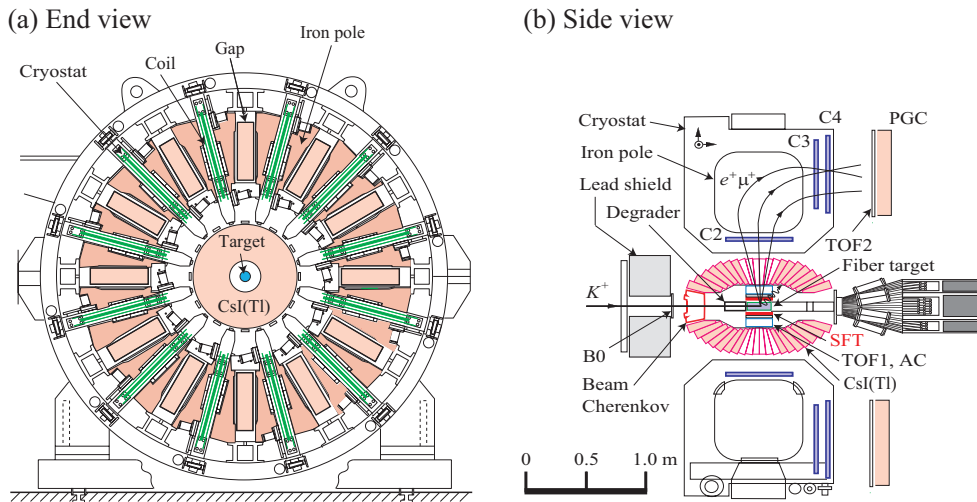 (a) End view
Cryostat
Coil
Gap
Iron pole
Target
CsI(Tl)
(b) Side view
Cryostat
Iron pole
Lead shield
Degrader
C2
e⁺ μ⁺
C3
C4
PGC
TOF2
Fiber target
K⁺
SFT
B0
TOF1, AC
CsI(Tl)
Beam
Cherenkov
0 0.5 1.0 m